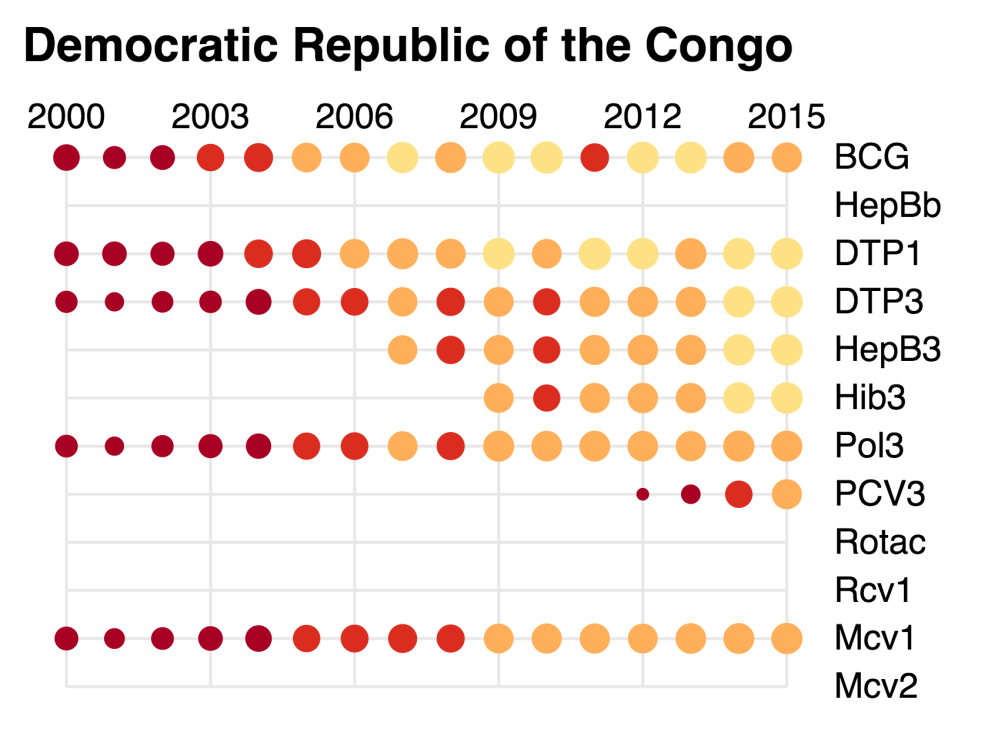 Democratic Republic of the Congo
2000 2003 2006 2009 2012 2015
BCG
HepBb
DTP1
DTP3
HepB3
Hib3
Pol3
PCV3
Rotac
Rcv1
Mcv1
Mcv2